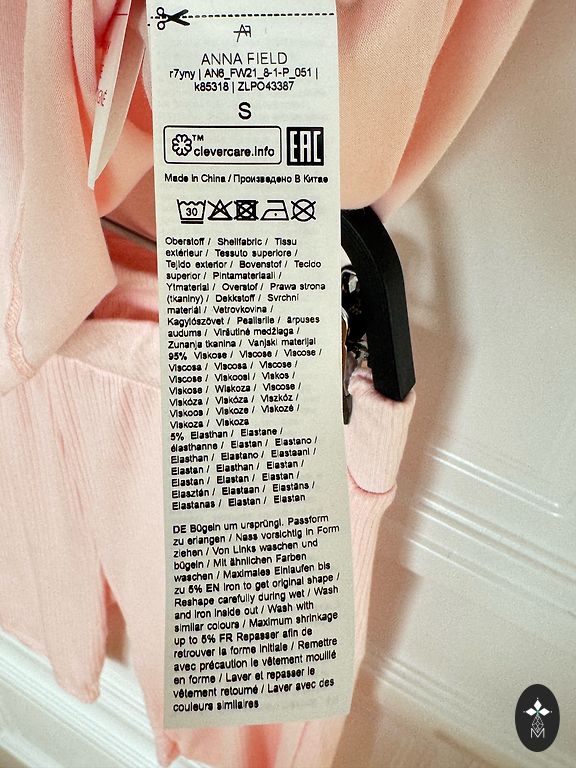 ANNA FIELD
r7yny | AN6_FW21_8-1-P_051 |
k85318 | ZLPO43387
S
TM
clevercare.info
EAC
Made in China / Произведено В Китае
30
Oberstoff / Shellfabric / Tissu
extérieur / Tessuto superiore /
Tejido exterior / Bovenstof / Tecido
superior / Pintamateriaali /
Ytmaterial / Overstof / Prawa strona
(tkaniny) / Dekkstoff / Svrchní
materiál / Vetrovkovina /
Kagylószövet / Pealisriie / ārpuses
audums / Viršutinė medžiaga /
Zunanja tkanina / Vanjski materijal
95% Viskose / Viscose / Viscose /
Viscosa / Viscosa / Viscose /
Viscose / Viskoosi / Viskos /
Viskose / Wiskoza / Viscose /
Viskóza / Viskóza / Viszkóz /
Viskoos / Viskoze / Viskozė /
Viskoza / Viskoza
5% Elasthan / Elastane /
élasthanne / Elastan / Elastano /
Elasthan / Elastano / Elastaani /
Elastan / Elasthan / Elastan /
Elastan / Elastan / Elastan /
Elasztén / Elastaan / Elastāns /
Elastanas / Elastan / Elastan
DE Bügeln um ursprüngl. Passform
zu erlangen / Nass vorsichtig in Form
ziehen / Von Links waschen und
bügeln / Mit ähnlichen Farben
waschen / Maximales Einlaufen bis
zu 5% EN Iron to get original shape /
Reshape carefully during wet / Wash
and iron inside out / Wash with
similar colours / Maximum shrinkage
up to 5% FR Repasser afin de
retrouver la forme initiale / Remettre
avec précaution le vêtement mouillé
en forme / Laver et repasser le
vêtement retourné / Laver avec des
couleurs similaires